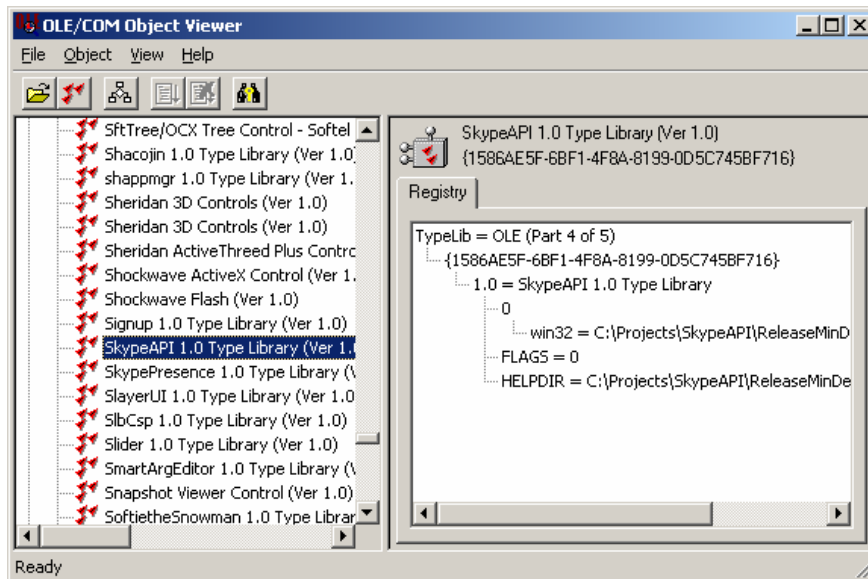 OLE/COM Object Viewer
File Object View Help
SftTree/OCX Tree Control - Softel
Shacojin 1.0 Type Library (Ver 1.0)
shappmgr 1.0 Type Library (Ver 1.
Sheridan 3D Controls (Ver 1.0)
Sheridan 3D Controls (Ver 1.0)
Sheridan ActiveThreed Plus Contrc
Shockwave ActiveX Control (Ver 1.
Shockwave Flash (Ver 1.0)
Signup 1.0 Type Library (Ver 1.0)
SkypeAPI 1.0 Type Library (Ver 1.0
SkypePresence 1.0 Type Library (V
SlayerUI 1.0 Type Library (Ver 1.0
SlbCsp 1.0 Type Library (Ver 1.0)
Slider 1.0 Type Library (Ver 1.0)
SmartArgEditor 1.0 Type Library (V
Snapshot Viewer Control (Ver 1.0)
SoftietheSnowman 1.0 Type Librar
SkypeAPI 1.0 Type Library (Ver 1.0)
{1586AE5F-6BF1-4F8A-8199-0D5C745BF716}
Registry
TypeLib = OLE (Part 4 of 5)
{1586AE5F-6BF1-4F8A-8199-0D5C745BF716}
1.0 = SkypeAPI 1.0 Type Library
0
win32 = C:\Projects\SkypeAPI\ReleaseMinD
FLAGS = 0
HELPDIR = C:\Projects\SkypeAPI\ReleaseMinDe
Ready